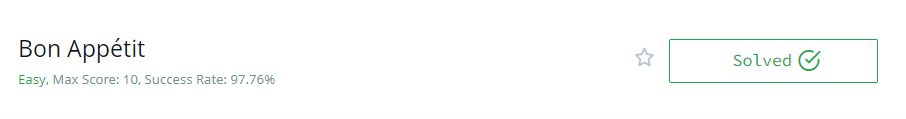 Bon Appétit
Easy, Max Score: 10, Success Rate: 97.76%
Solved